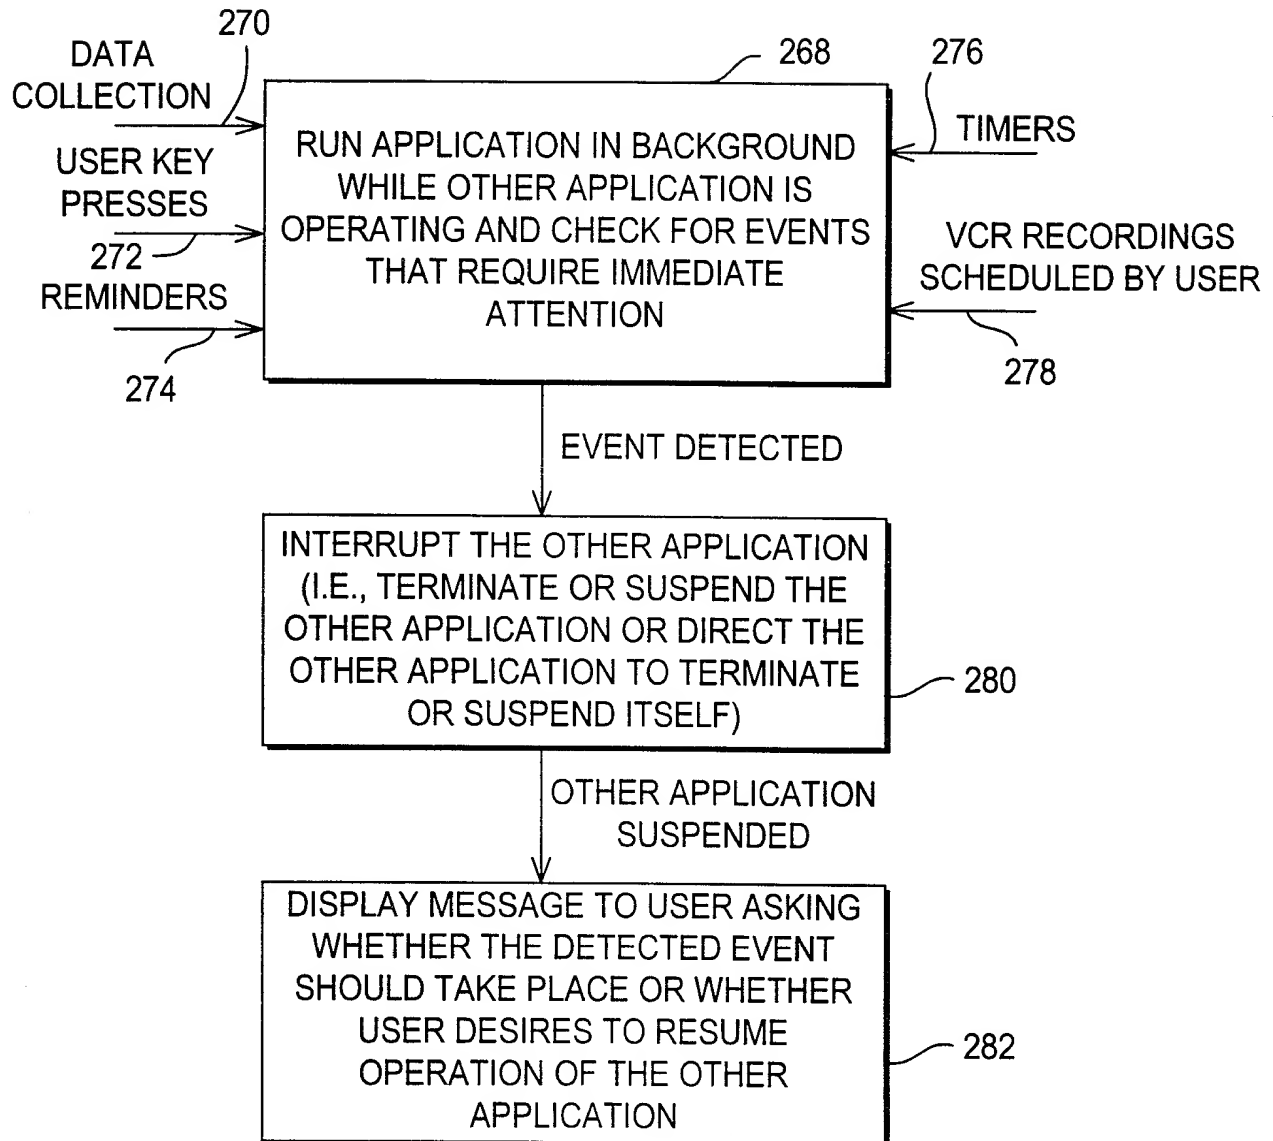 270
DATA
COLLECTION
268
276
TIMERS
USER KEY
PRESSES
272
REMINDERS
274
RUN APPLICATION IN BACKGROUND
WHILE OTHER APPLICATION IS
OPERATING AND CHECK FOR EVENTS
THAT REQUIRE IMMEDIATE
ATTENTION
VCR RECORDINGS
SCHEDULED BY USER
278
EVENT DETECTED
INTERRUPT THE OTHER APPLICATION
(I.E., TERMINATE OR SUSPEND THE
OTHER APPLICATION OR DIRECT THE
OTHER APPLICATION TO TERMINATE
OR SUSPEND ITSELF)
280
OTHER APPLICATION
SUSPENDED
DISPLAY MESSAGE TO USER ASKING
WHETHER THE DETECTED EVENT
SHOULD TAKE PLACE OR WHETHER
USER DESIRES TO RESUME
OPERATION OF THE OTHER
APPLICATION
282